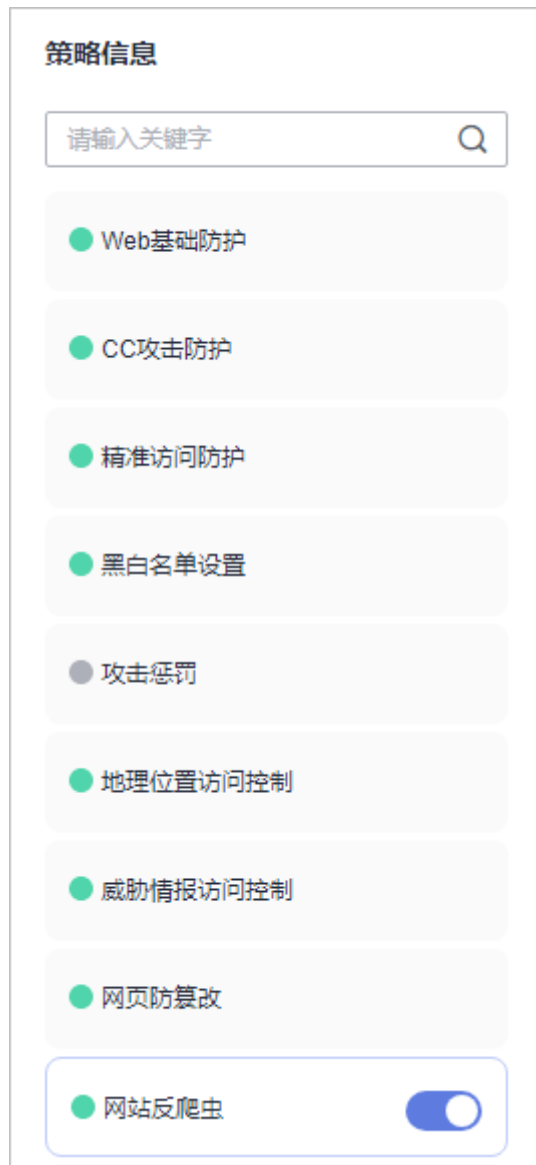 策略信息
请输入关键字
Web基础防护
CC攻击防护
精准访问防护
黑白名单设置
攻击惩罚
地理位置访问控制
威胁情报访问控制
网页防篡改
网站反爬虫